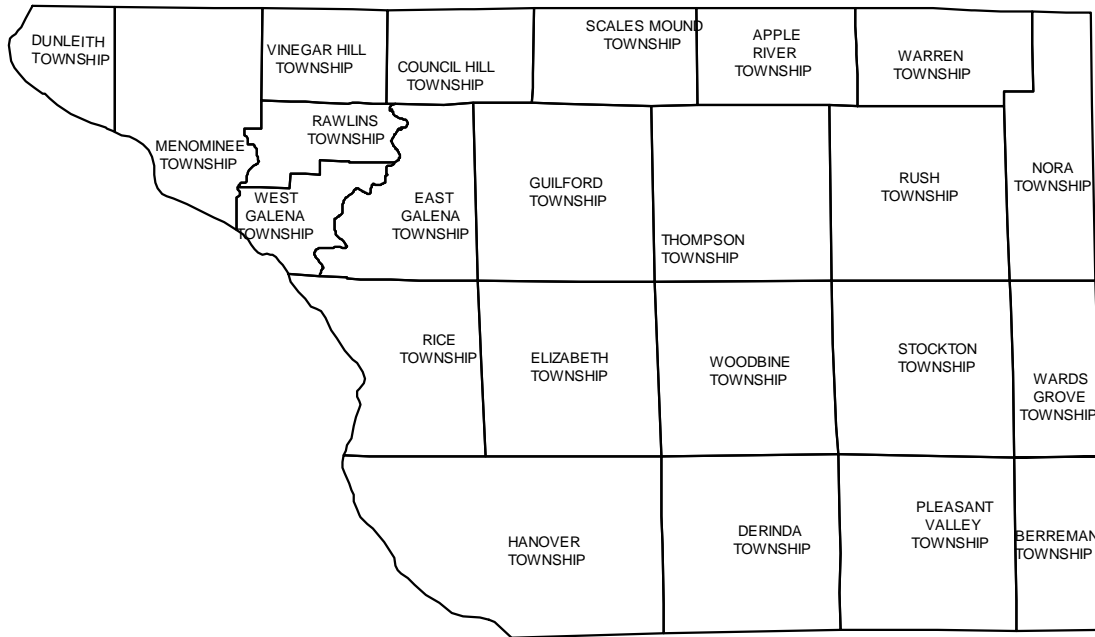 DUNLEITH
TOWNSHIP
VINEGAR HILL
TOWNSHIP
COUNCIL HILL
TOWNSHIP
SCALES MOUND
TOWNSHIP
APPLE
RIVER
TOWNSHIP
WARREN
TOWNSHIP
MENOMINEE
TOWNSHIP
RAWLINS
TOWNSHIP
WEST
GALENA
TOWNSHIP
EAST
GALENA
TOWNSHIP
GUILFORD
TOWNSHIP
THOMPSON
TOWNSHIP
RUSH
TOWNSHIP
NORA
TOWNSHIP
RICE
TOWNSHIP
ELIZABETH
TOWNSHIP
WOODBINE
TOWNSHIP
STOCKTON
TOWNSHIP
WARDS
GROVE
TOWNSHIP
HANOVER
TOWNSHIP
DERINDA
TOWNSHIP
PLEASANT
VALLEY
TOWNSHIP
BERREMAN
TOWNSHIP